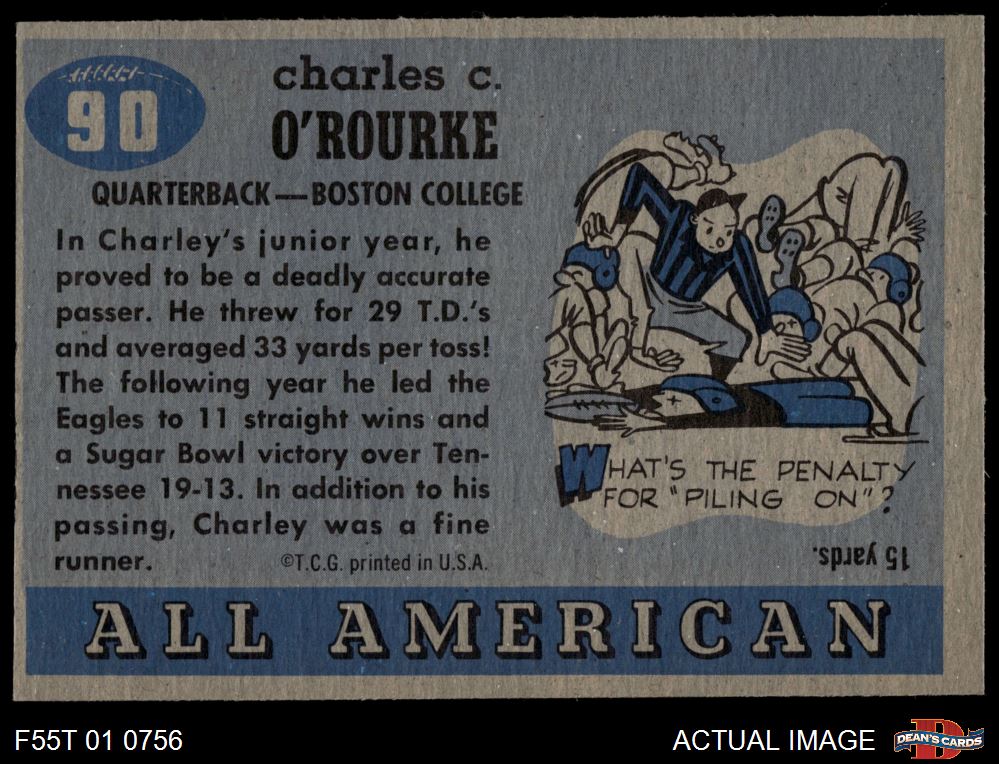 90
charles c.
O'ROURKE
QUARTERBACK—BOSTON COLLEGE
In Charley's junior year, he
proved to be a deadly accurate
passer. He threw for 29 T.D.'s
and averaged 33 yards per toss!
The following year he led the
Eagles to 11 straight wins and
a Sugar Bowl victory over Ten-
nessee 19-13. In addition to his
passing, Charley was a fine
runner.
©T.C.G. printed in U.S.A.
WHAT'S THE PENALTY
FOR "PILING ON"?
15 yards.
ALL AMERICAN
F55T 01 0756
ACTUAL IMAGE
DEAN'S CARDS